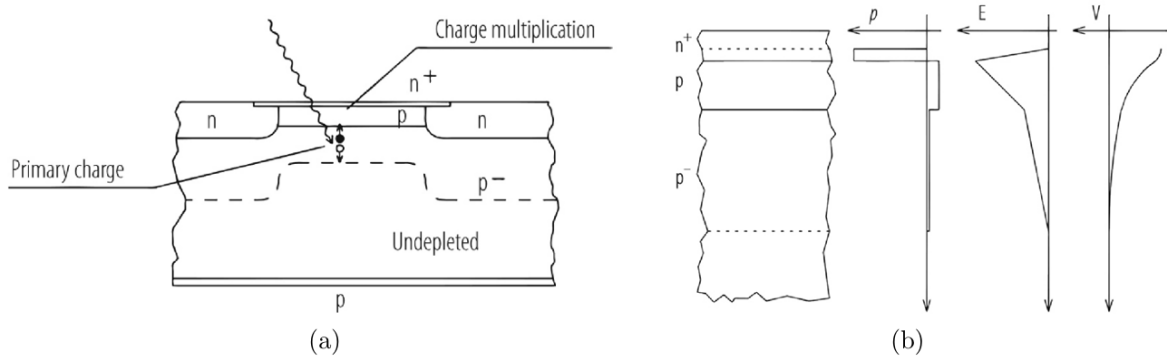 Charge multiplication
n+
n
p
n
Primary charge
p−
Undepleted
p
(a)
p
E
V
n+
p
p−
(b)